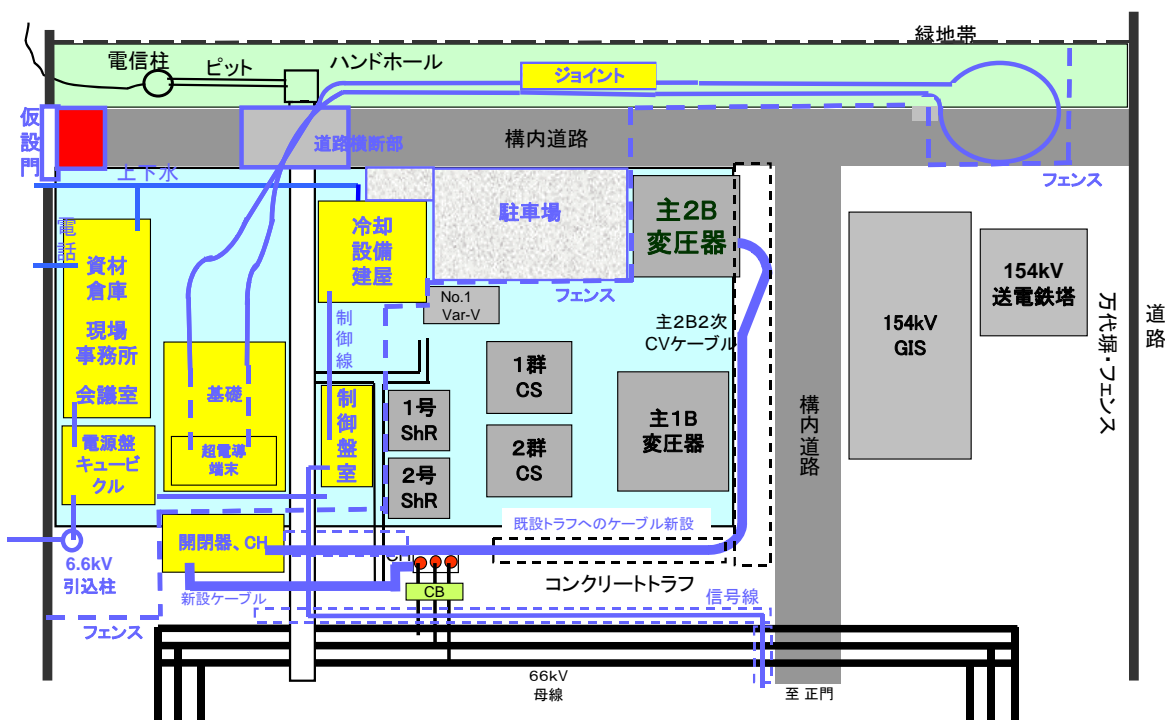 緑地帯
電信柱
ピット
ハンドホール
ジョイント
仮
設
門
道路横断部
構内道路
上下水
フェンス
電
話
冷却
設備
建屋
駐車場
主2B
変圧器
資材
倉庫
現場
事務所
会議室
No.1
Var-V
フェンス
154kV
送電鉄塔
154kV
GIS
万代塀・フェンス
道
路
制
御
線
主2B2次
CVケーブル
1群
CS
基礎
制
御
盤
室
1号
ShR
主1B
変圧器
構
内
道
路
電源盤
キュービ
クル
超電導
端末
2号
ShR
2群
CS
既設トラフへのケーブル新設
開閉器、CH
CH
6.6kV
引込柱
新設ケーブル
CB
コンクリートトラフ
信号線
フェンス
66kV
母線
至 正門